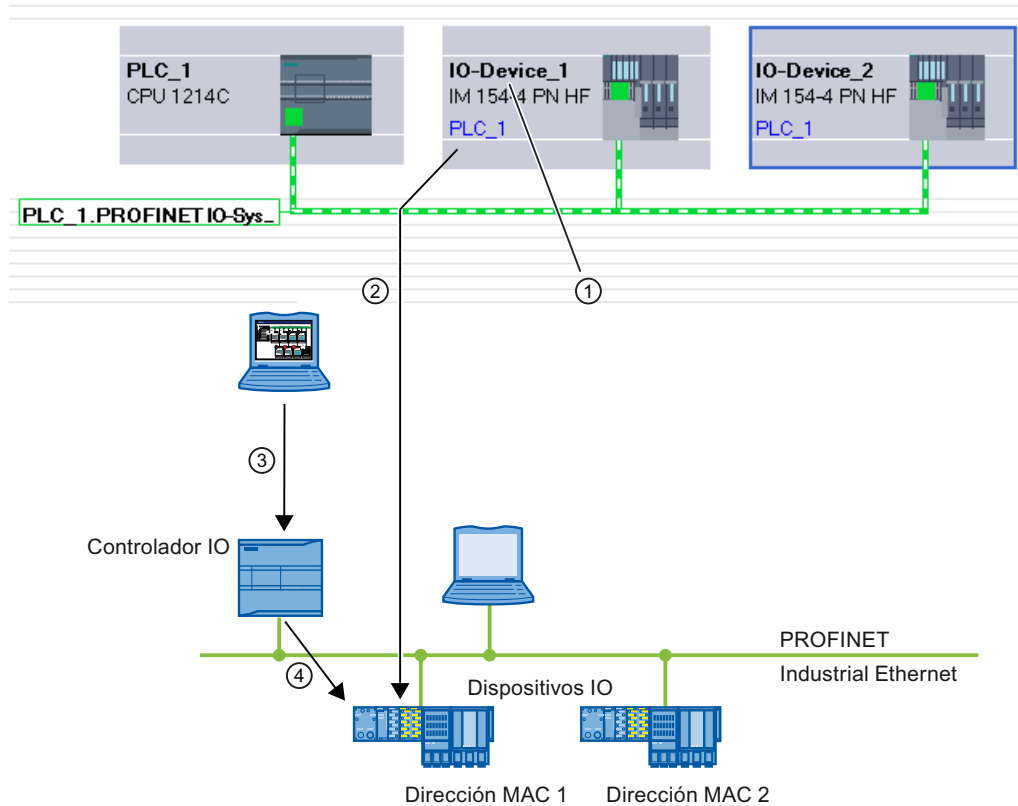 PLC_1
CPU 1214C
IO-Device_1
IM 154-4 PN HF
PLC_1
IO-Device_2
IM 154-4 PN HF
PLC_1
PLC_1.PROFINET IO-Sys_
2
1
3
Controlador IO
PROFINET
4
Industrial Ethernet
Dispositivos IO
Dirección MAC 1
Dirección MAC 2